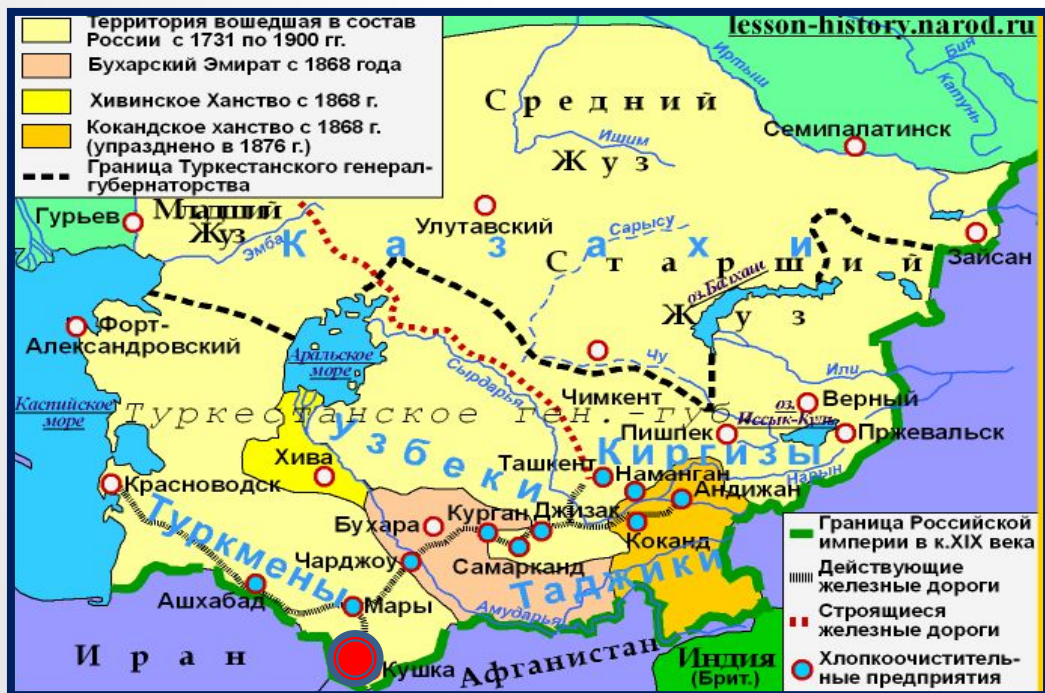 Территория вошедшая в состав
России с 1731 по 1900 гг.
Бухарский Эмират с 1868 года
Хивинское Ханство с 1868 г.
Кокандское ханство с 1868 г.
(упразднено в 1876 г.)
Граница Туркестанского генерал-
губернаторства
lesson-history.narod.ru
Иртыш
Бия
Катунь
Средний
Жуз
Ишим
Семипалатинск
Гурьев
Младший
Жуз
Эмба
Улутавский
Сарысу
Казахи
Старший
Жуз
оз.Балхаш
Зайсан
Форт-
Александровский
Аральское
море
Каспийское
море
Сырдарья
Чу
Или
Чимкент
Верный
Туркестанское ген.-губ
оз.
Иссык-Куль
Пишпек
Пржевальск
Узбеки
Киргизы
Нарын
Хива
Ташкент
Наманган
Андижан
Красноводск
Туркмены
Бухара
Курган
Джизак
Коканд
Чарджоу
Самарканд
Таджики
Ашхабад
Мары
Амударья
Кушка
Иран
Афганистан
Индия
(Брит.)
Граница Российской
империи в к.XIX века
Действующие
железные дороги
Строящиеся
железные дороги
Хлопкоочиститель-
ные предприятия